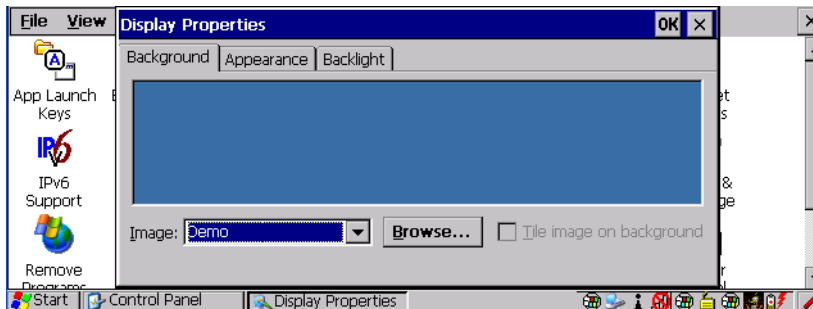 File View
Display Properties
OK
Background
Appearance
Backlight
App Launch
Keys
IPv6
IPv6
Support
Image: Demo
Browse...
Tile image on background
Remove
Start
Control Panel
Display Properties